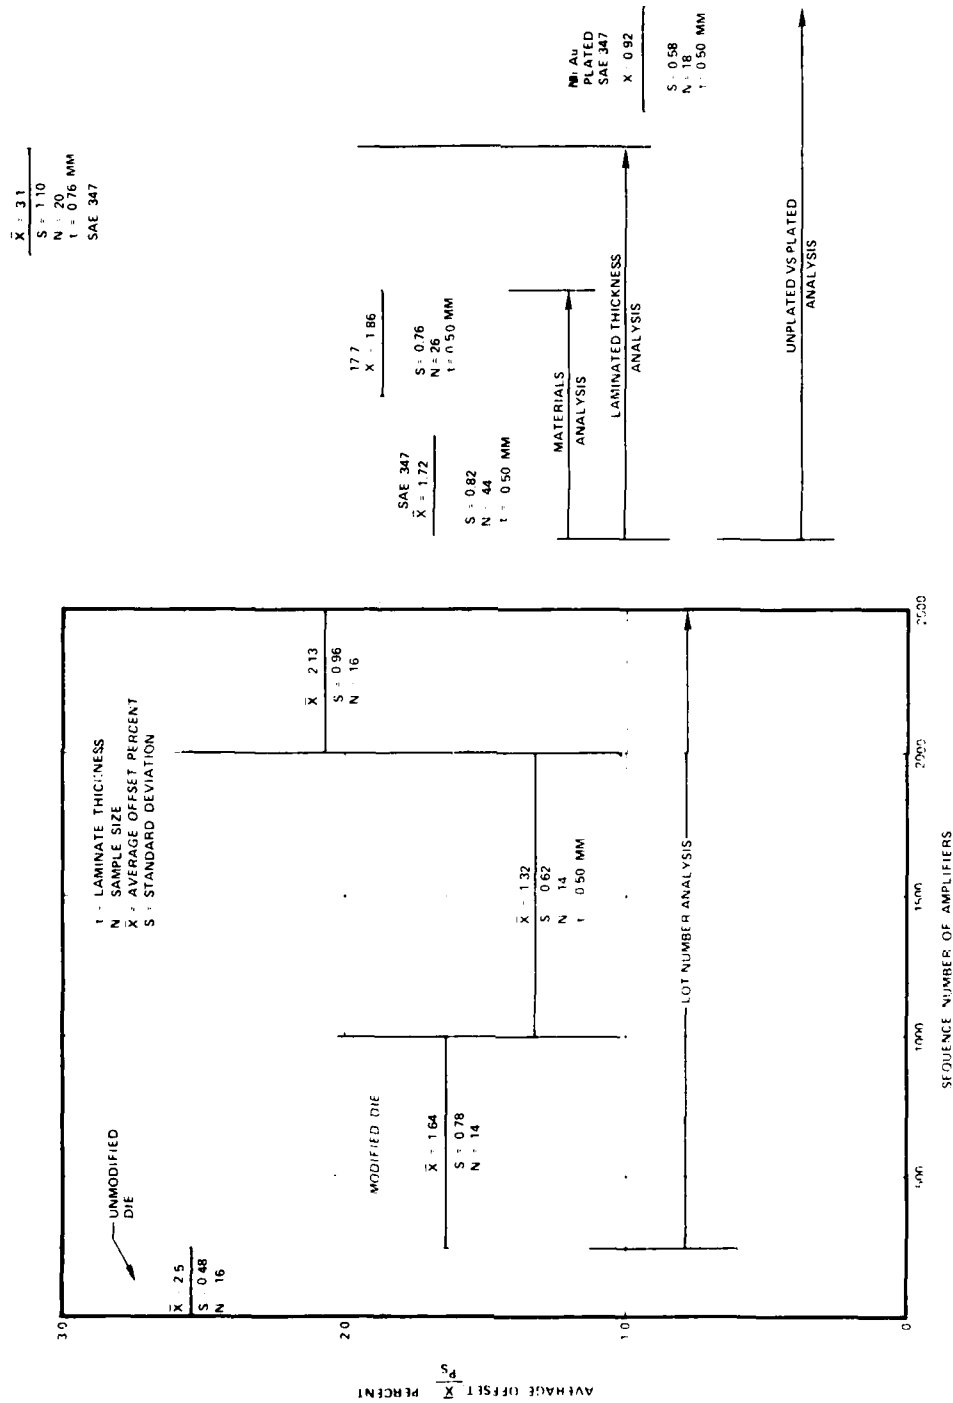 t = LAMINATE THICKNESS
N SAMPLE SIZE
X̄ = AVERAGE OFFSET PERCENT
S = STANDARD DEVIATION
UNMODIFIED
DIE
X̄ 2.5
S 0.48
N 16
MODIFIED DIE
X̄ = 1.64
S = 0.78
N = 14
X̄ 1.32
S 0.62
N 14
t 0.50 MM
X̄ 2.13
S = 0.96
N 16
LOT NUMBER ANALYSIS
3.0
2.0
1.0
0
500
1000
1500
2000
2500
SEQUENCE NUMBER OF AMPLIFIERS
AVERAGE OFFSET X̄/PS
PERCENT
SAE 347
X̄ = 1.72
S = 0.82
N 44
t = 0.50 MM
17.7
X 1.86
S = 0.76
N = 26
t = 0.50 MM
X̄ = 3.1
S = 1.10
N 20
t = 0.76 MM
SAE 347
Au
PLATED
SAE 347
X 0.92
S 0.58
N = 18
t 0.50 MM
MATERIALS
ANALYSIS
LAMINATED THICKNESS
ANALYSIS
UNPLATED VS PLATED
ANALYSIS